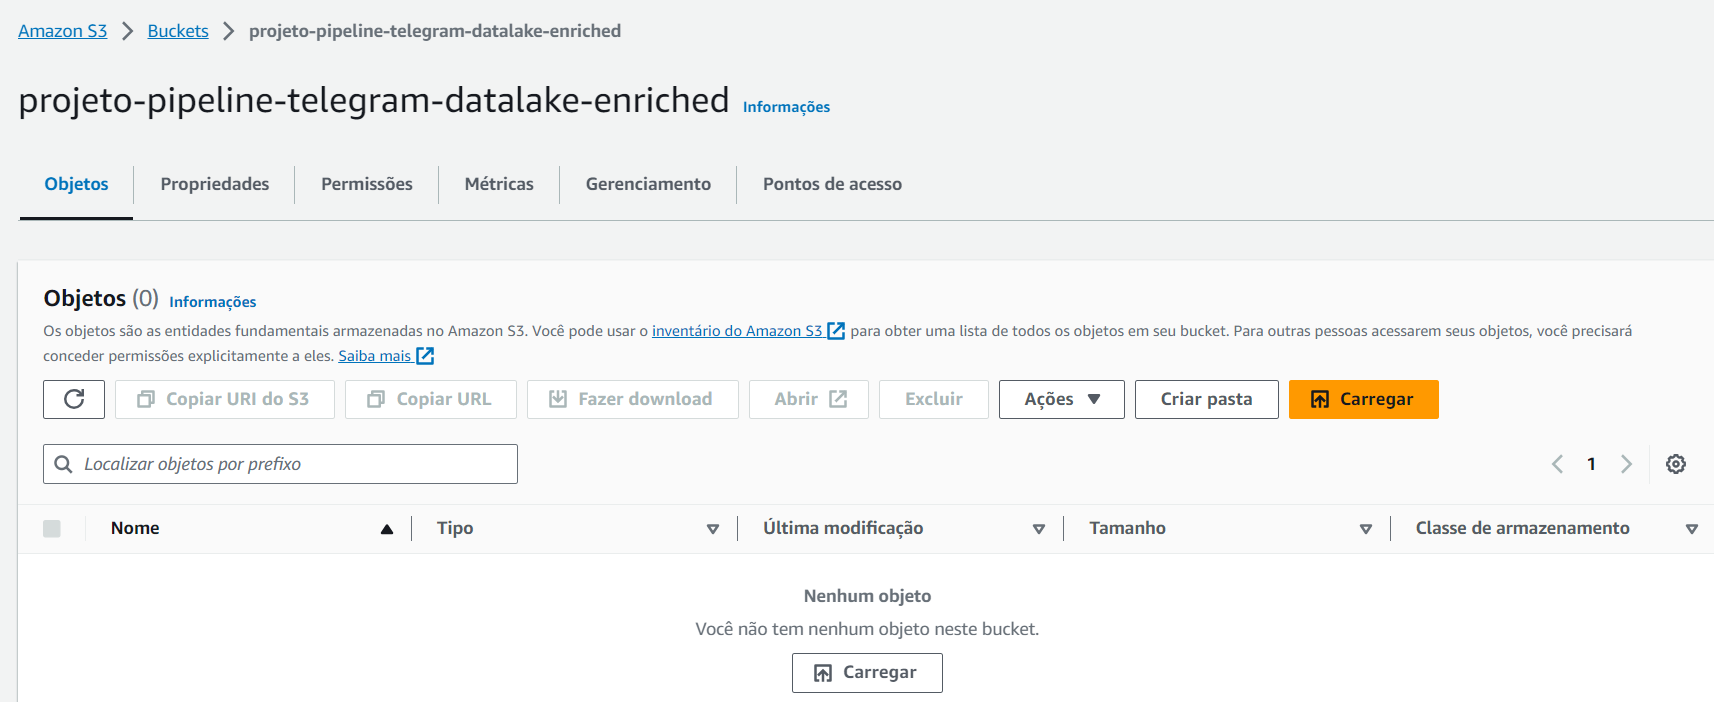 Amazon S3 Buckets projeto-pipeline-telegram-datalake-enriched
projeto-pipeline-telegram-datalake-enriched Informações
Objetos Propriedades Permissões Métricas Gerenciamento Pontos de acesso
Objetos (0) Informações
Os objetos são as entidades fundamentais armazenadas no Amazon S3. Você pode usar o inventário do Amazon S3 para obter uma lista de todos os objetos em seu bucket. Para outras pessoas acessarem seus objetos, você precisará
conceder permissões explicitamente a eles. Saiba mais
Copiar URI do S3 Copiar URL Fazer download Abrir Excluir Ações Criar pasta Carregar
Localizar objetos por prefixo 1
Nome Tipo Última modificação Tamanho Classe de armazenamento
Nenhum objeto
Você não tem nenhum objeto neste bucket.
Carregar